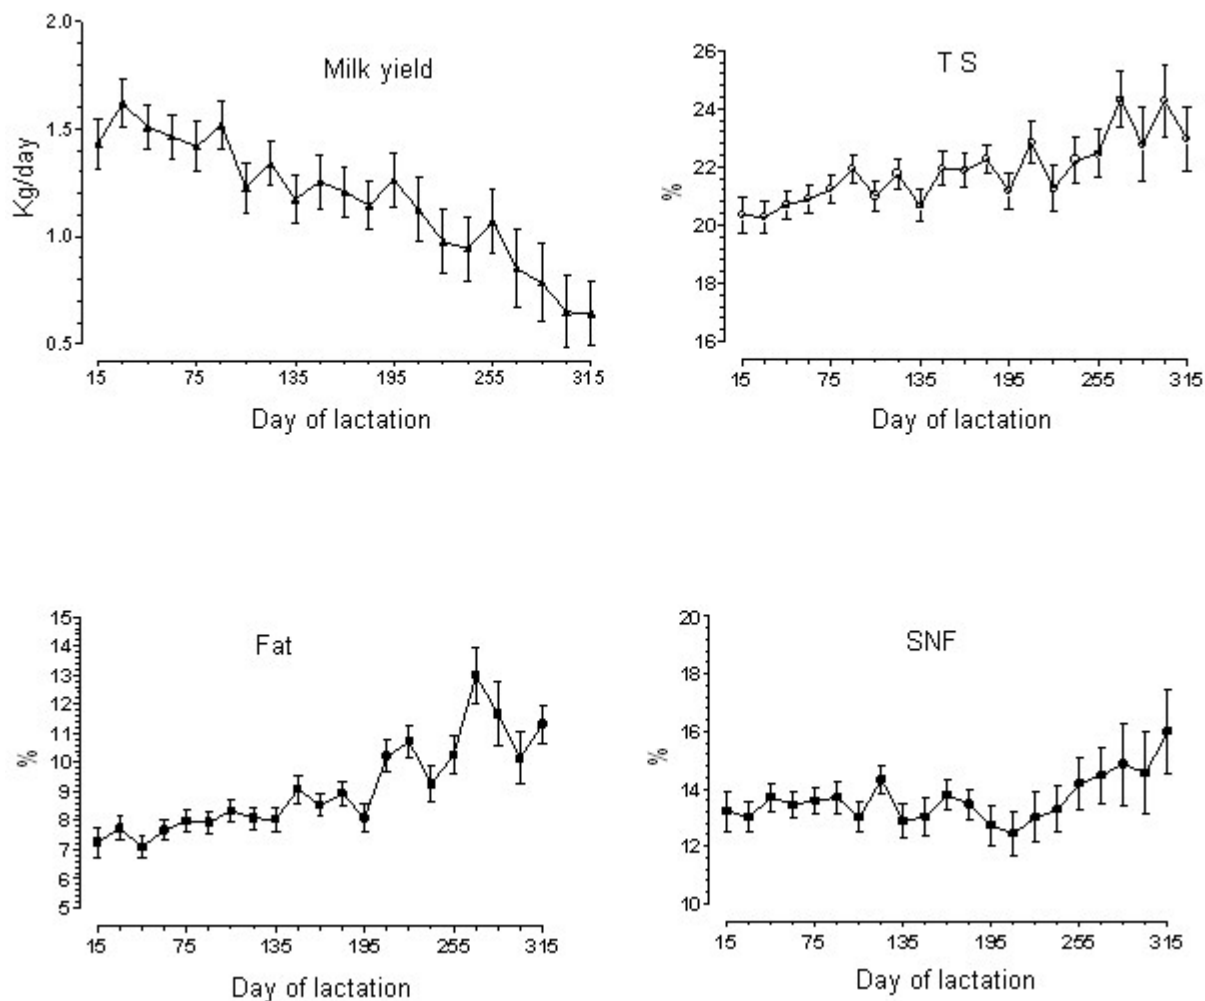 Milk yield
Kg/day
2.0
1.5
1.0
0.5
15 75 135 195 255 315
Day of lactation
T S
%
26
24
22
20
18
16
15 75 135 195 255 315
Day of lactation
Fat
%
15
14
13
12
11
10
9
8
7
6
5
15 75 135 195 255 315
Day of lactation
SNF
%
20
18
16
14
12
10
15 75 135 195 255 315
Day of lactation